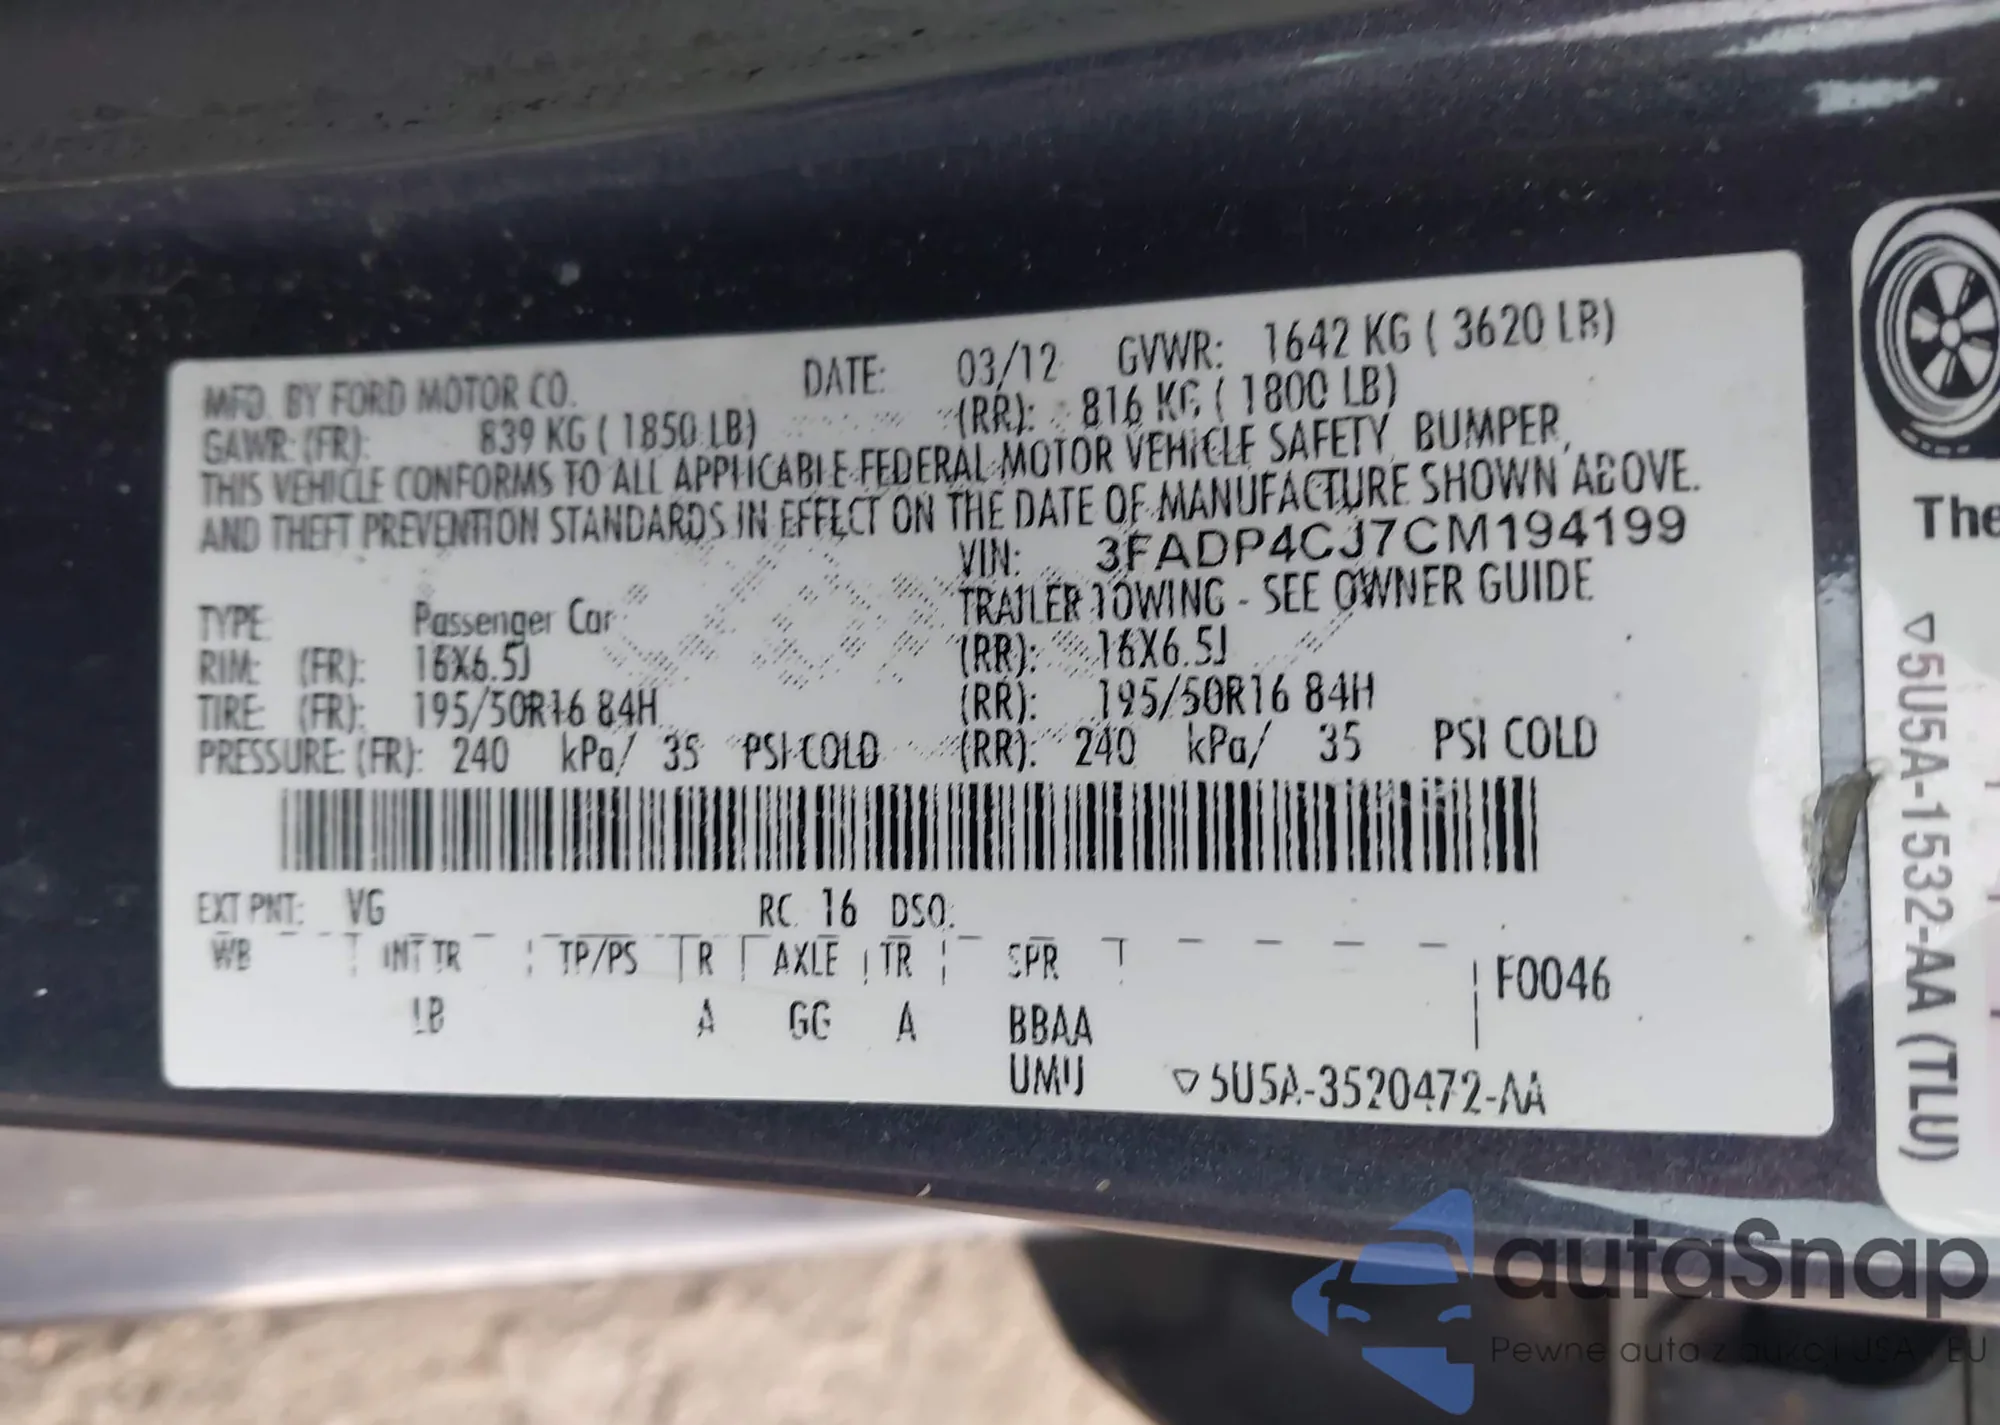 MFD. BY FORD MOTOR CO. DATE: 03/12 GVWR: 1642 KG ( 3620 LB)
GAWR: (FR): 839 KG ( 1850 LB) (RR): 816 KG ( 1800 LB)
THIS VEHICLE CONFORMS TO ALL APPLICABLE FEDERAL MOTOR VEHICLE SAFETY, BUMPER,
AND THEFT PREVENTION STANDARDS IN EFFECT ON THE DATE OF MANUFACTURE SHOWN ABOVE.
VIN: 3FADP4CJ7CM194199
TYPE: Passenger Car TRAILER TOWING - SEE OWNER GUIDE
RIM: (FR): 16X6.5J (RR): 16X6.5J
TIRE: (FR): 195/50R16 84H (RR): 195/50R16 84H
PRESSURE: (FR): 240 kPa/ 35 PSI COLD (RR): 240 kPa/ 35 PSI COLD
EXT PNT: VG RC: 16 DSO:
WB INT TR TP/PS R AXLE TR SPR F0046
LB A GG A BBAA
UMU ▽5U5A-3520472-AA
The
▽5U5A-1532-AA (TLU)
autaSnap
Pewne auta z aukcji USA EU